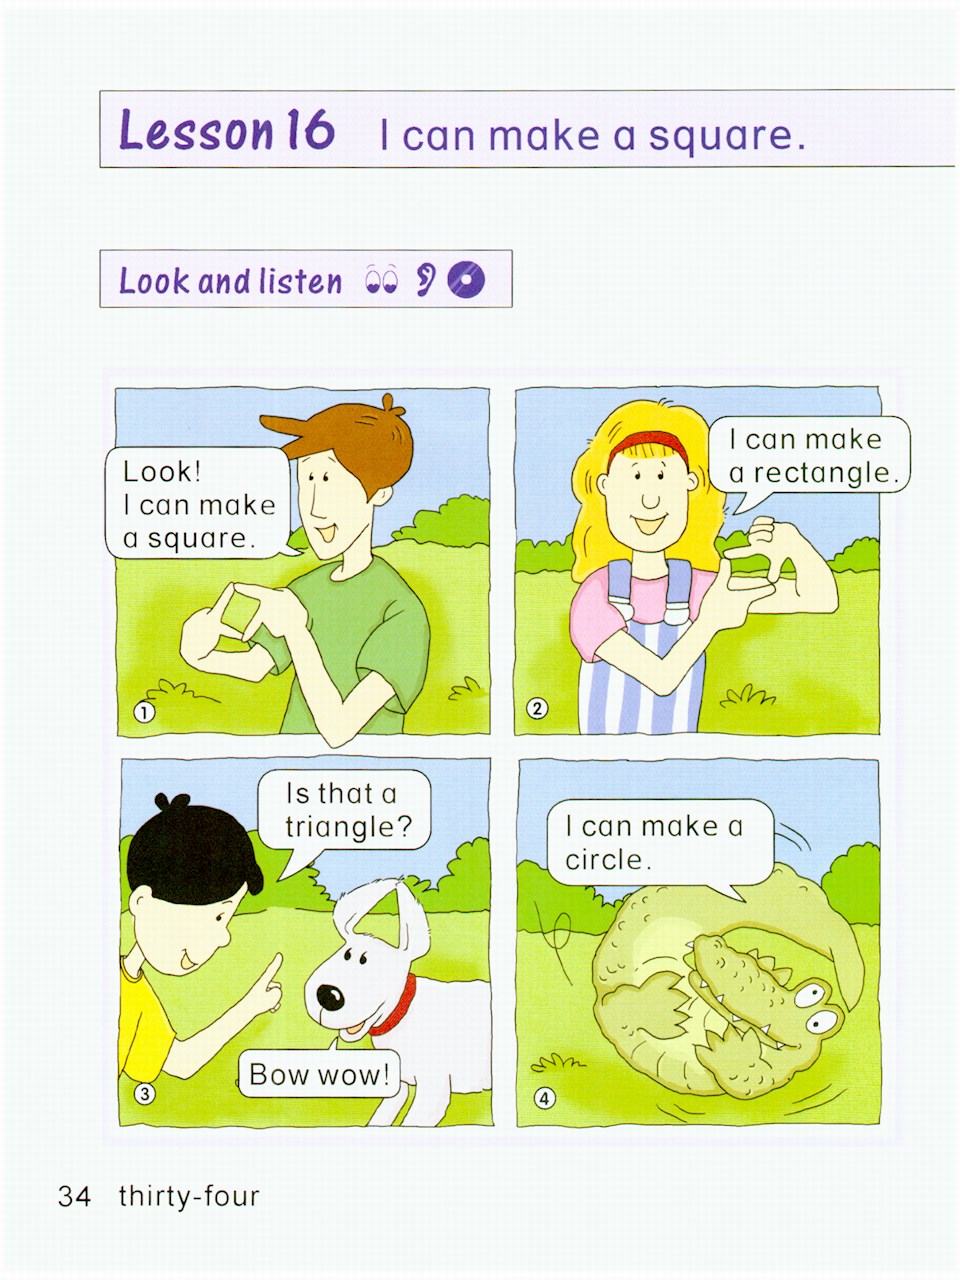 Lesson 16 I can make a square.
Look and listen
Look!
I can make
a square.
1
I can make
a rectangle.
2
Is that a
triangle?
Bow wow!
3
I can make a
circle.
4
34 thirty-four